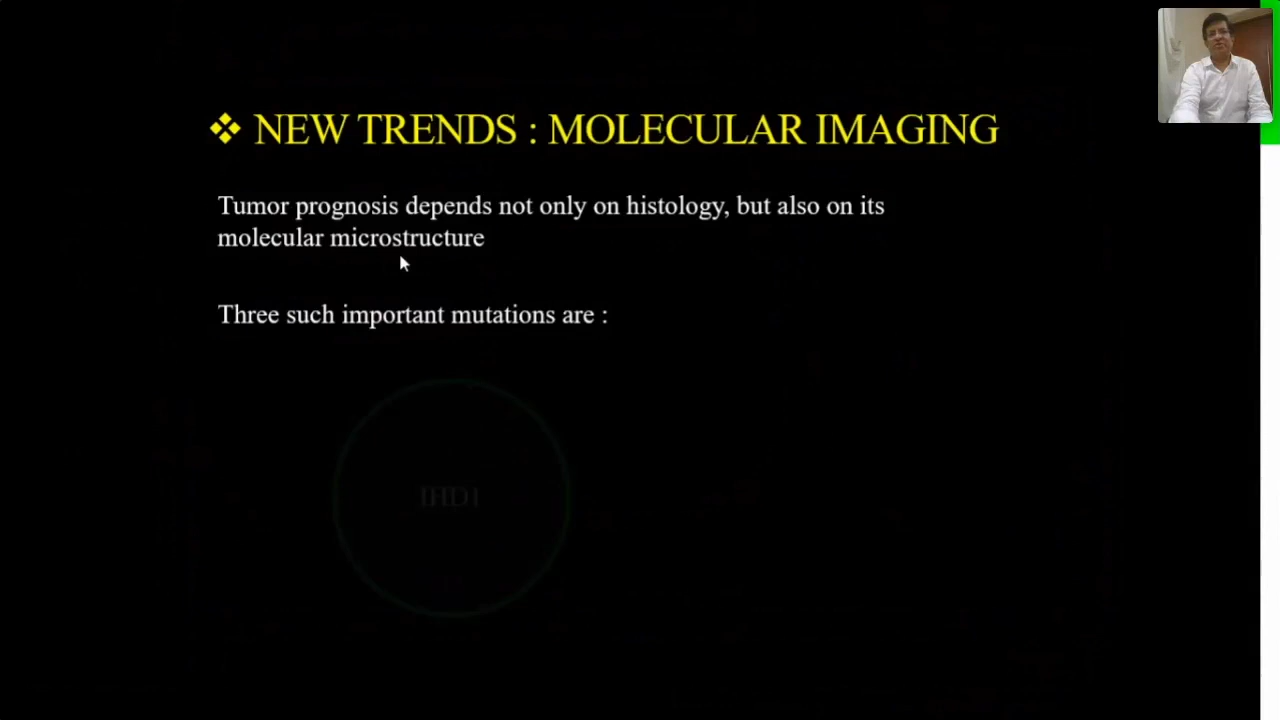 ❖ NEW TRENDS : MOLECULAR IMAGING
Tumor prognosis depends not only on histology, but also on its
molecular microstructure
Three such important mutations are :
IHD1